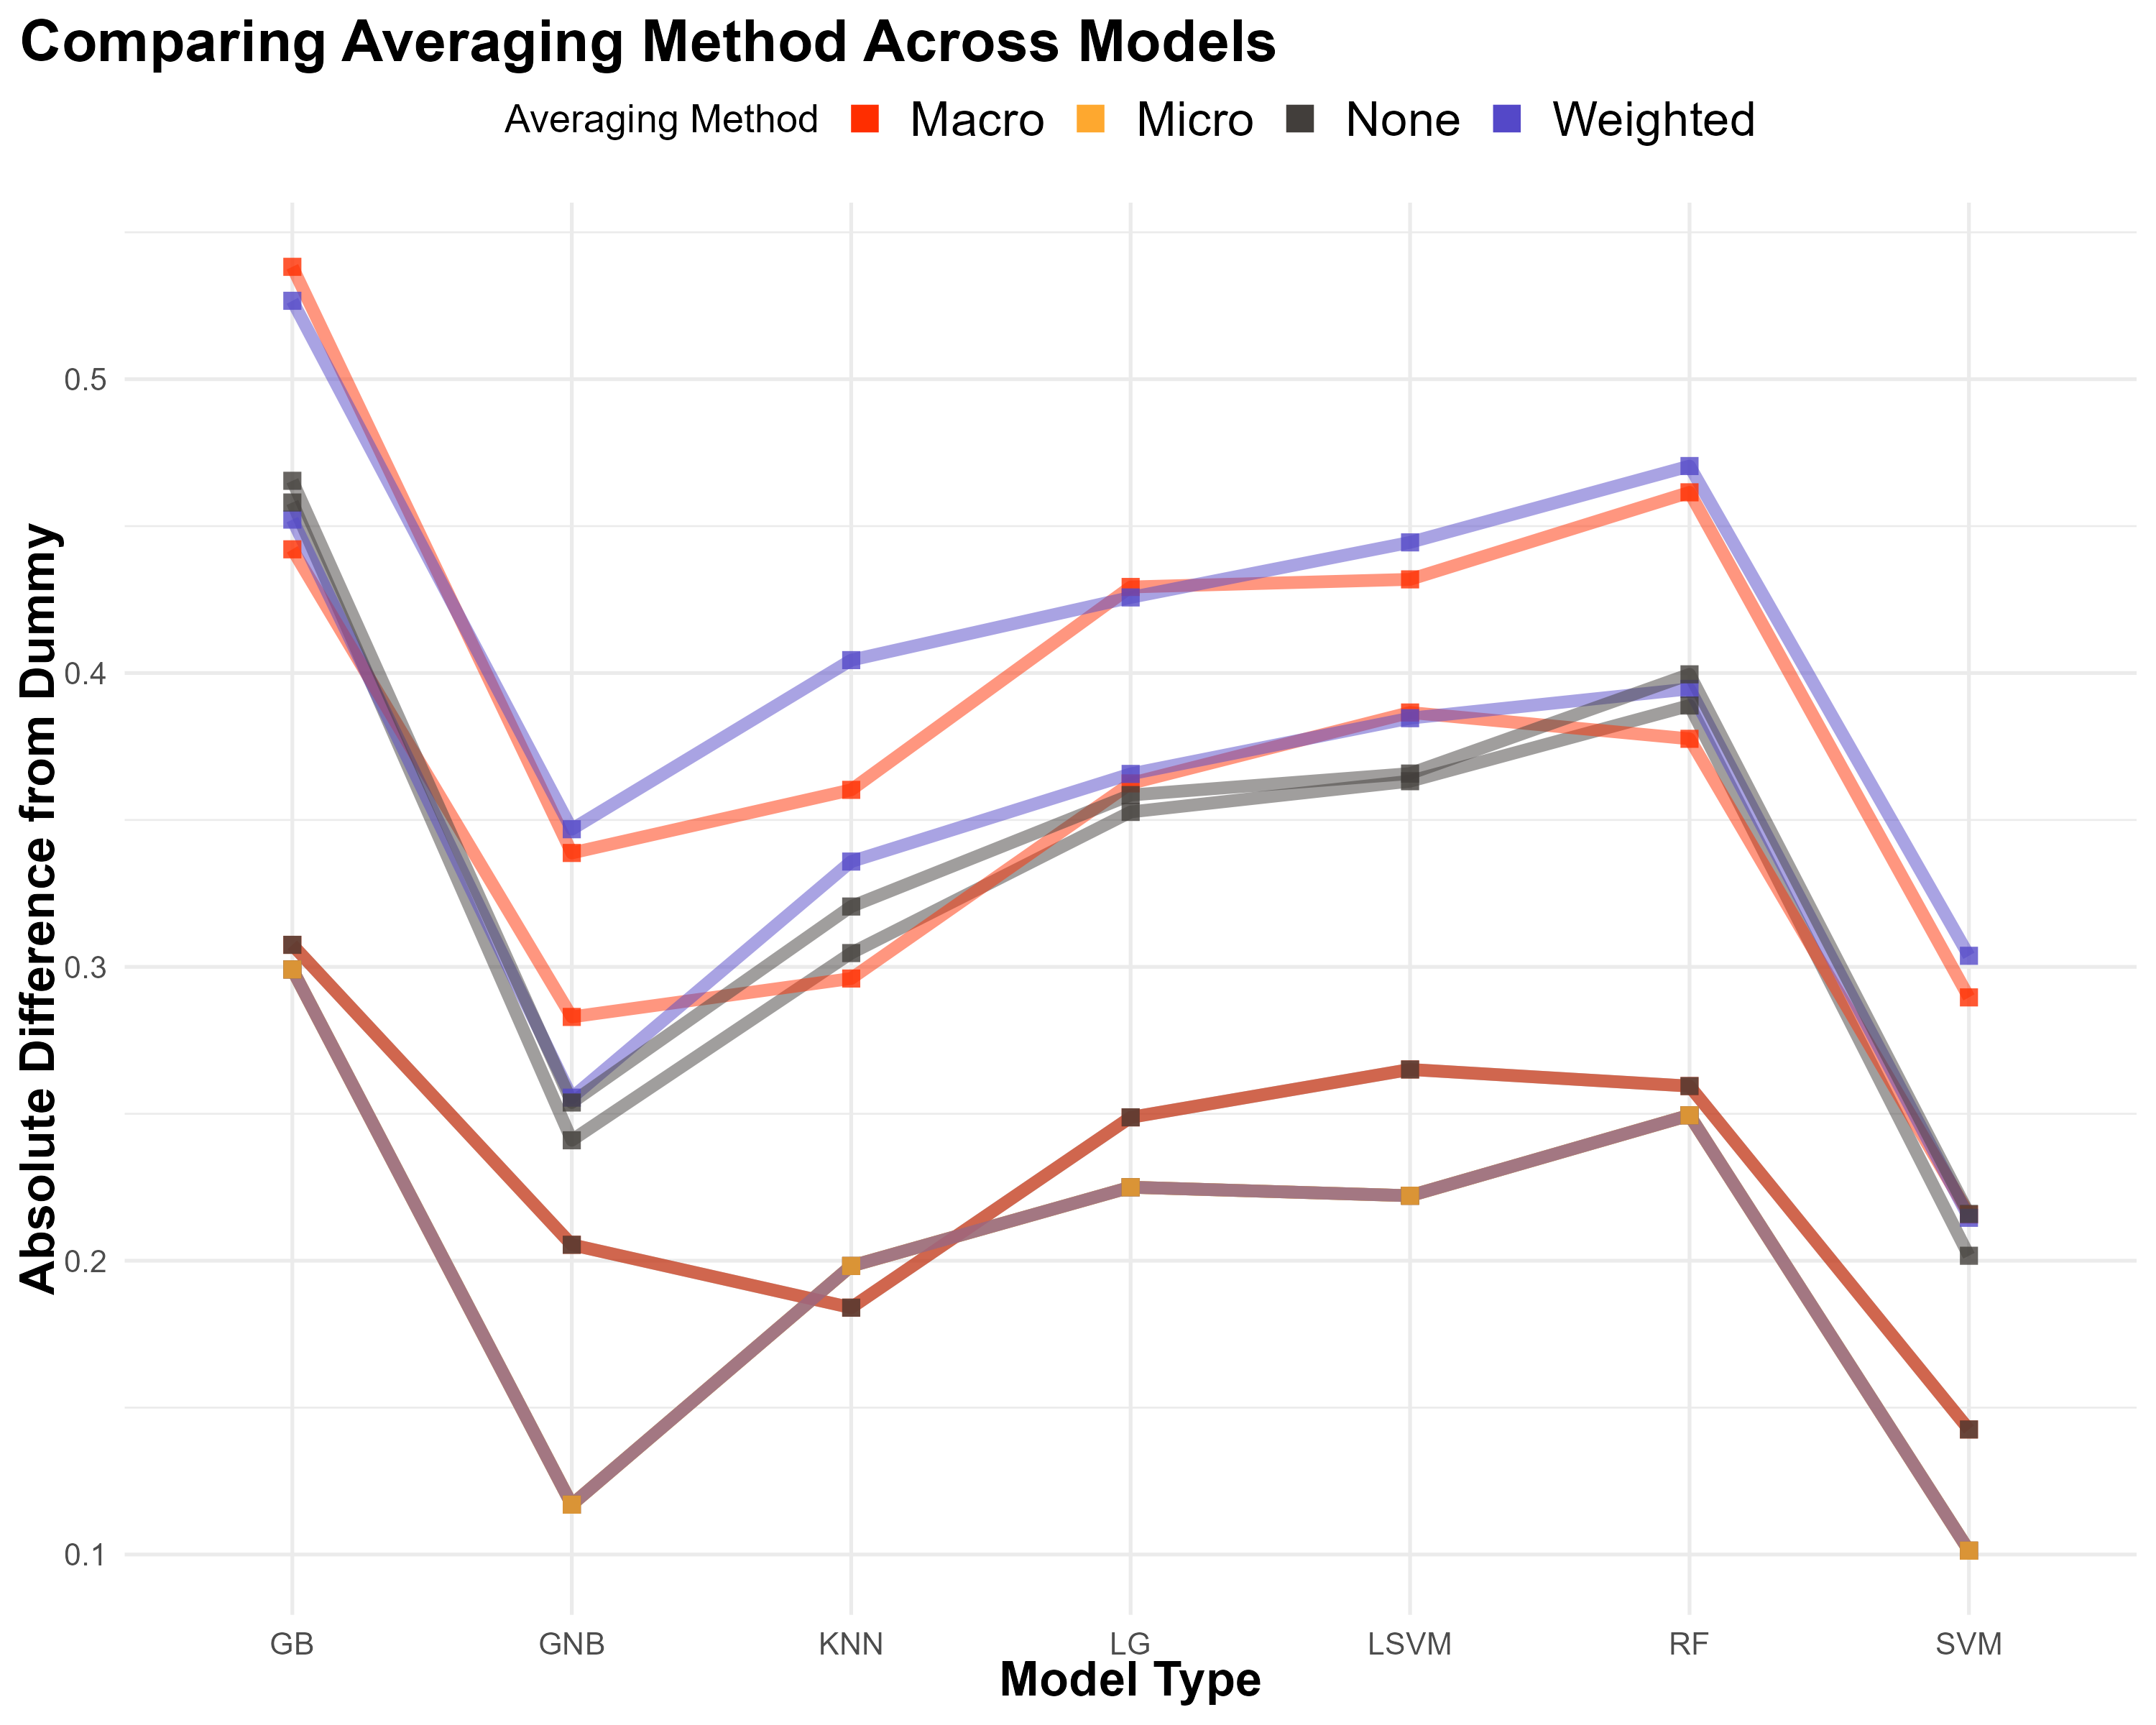 Comparing Averaging Method Across Models
Averaging Method Macro Micro None Weighted
Absolute Difference from Dummy
0.5
0.4
0.3
0.2
0.1
GB GNB KNN LG LSVM RF SVM
Model Type